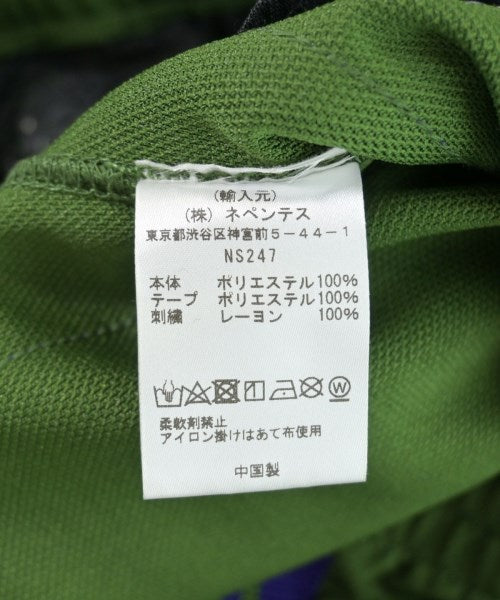 (輸入元)
(株) ネペンテス
東京都渋谷区神宮前5-44-1
NS247
本体 ポリエステル100%
テープ ポリエステル100%
刺繍 レーヨン 100%
W
柔軟剤禁止
アイロン掛けはあて布使用
中国製